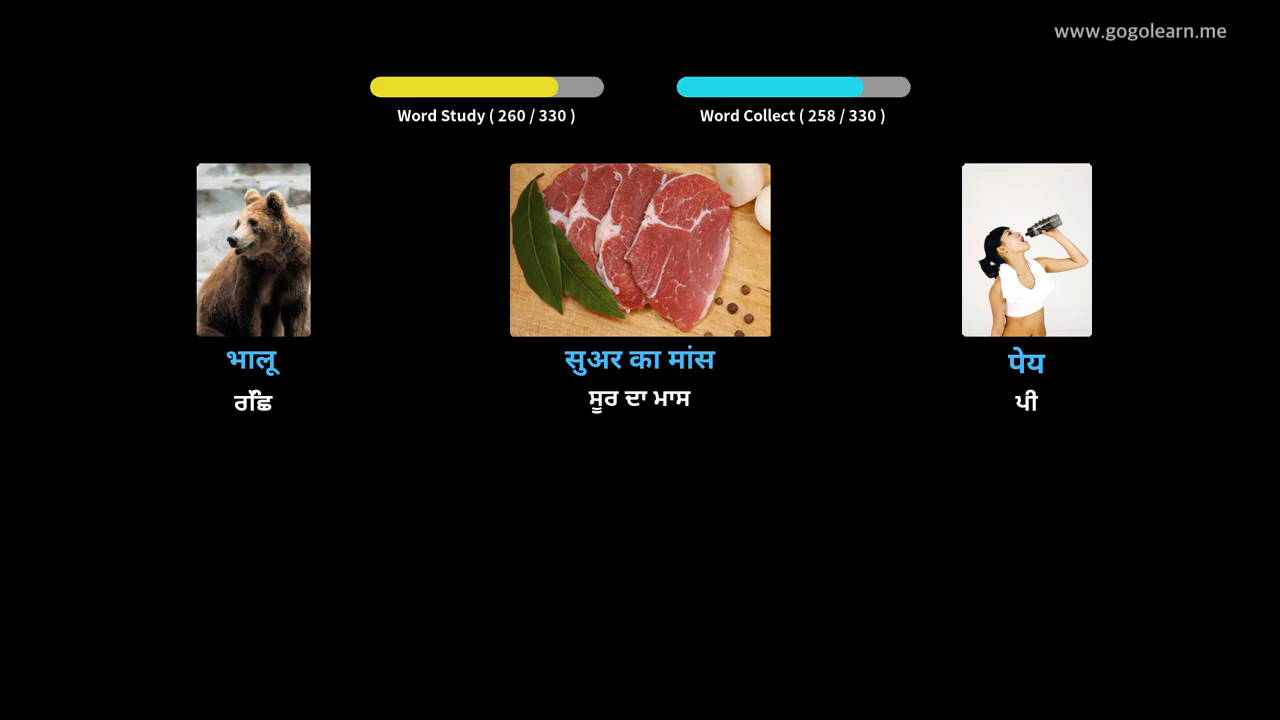 www.gogolearn.me
Word Study ( 260 / 330 )
Word Collect ( 258 / 330 )
भालू
ਰਿੱਛ
सुअर का मांस
ਸੂਰ ਦਾ ਮਾਸ
पेय
ਪੀ